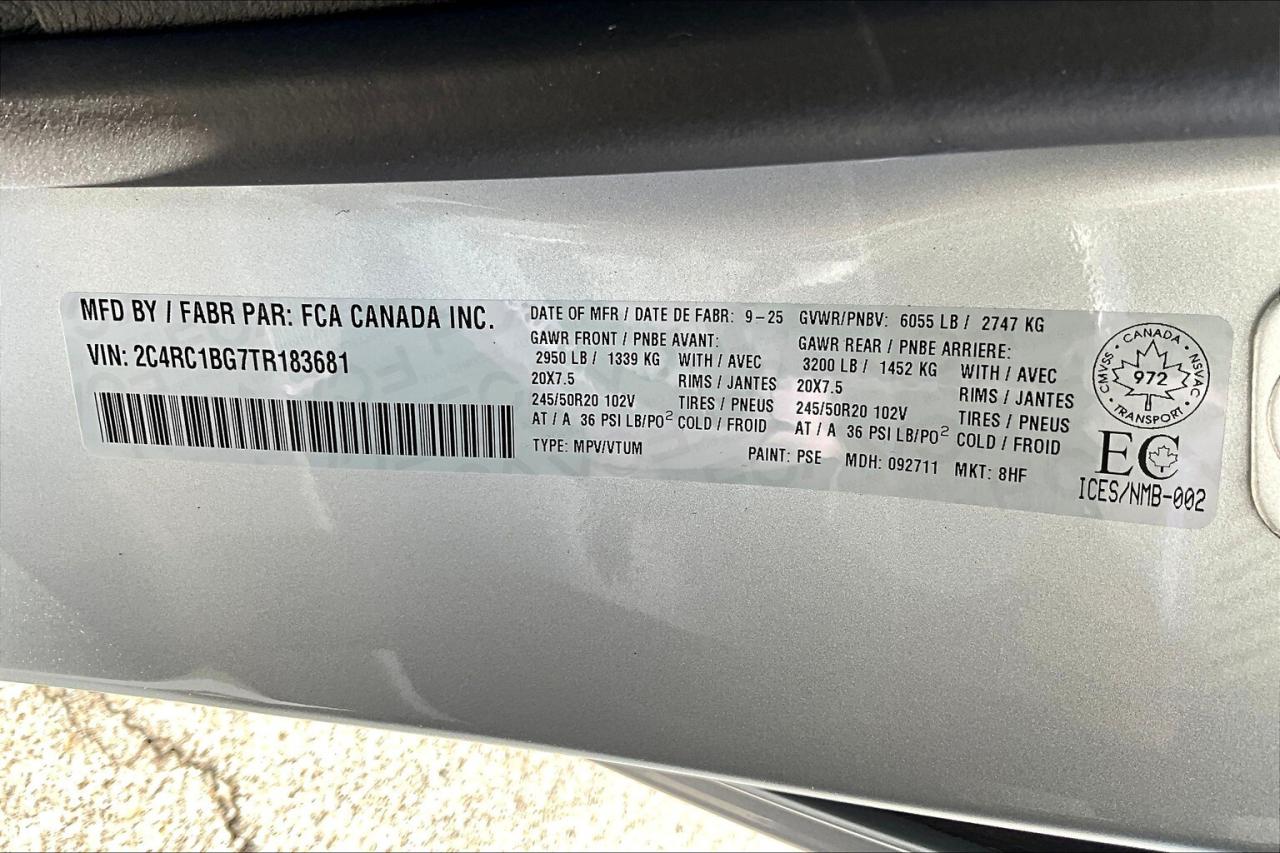 MFD BY / FABR PAR: FCA CANADA INC.
VIN: 2C4RC1BG7TR183681
DATE OF MFR / DATE DE FABR: 9-25 GVWR/PNBV: 6055 LB / 2747 KG
GAWR FRONT / PNBE AVANT:
2950 LB / 1339 KG WITH / AVEC
20X7.5 RIMS / JANTES
245/50R20 102V TIRES / PNEUS
AT / A 36 PSI LB/PO² COLD / FROID
GAWR REAR / PNBE ARRIERE:
3200 LB / 1452 KG WITH / AVEC
20X7.5 RIMS / JANTES
245/50R20 102V TIRES / PNEUS
AT / A 36 PSI LB/PO² COLD / FROID
TYPE: MPV/VTUM PAINT: PSE MDH: 092711 MKT: 8HF
CMVSS • CANADA • NSVAC
• TRANSPORT •
972
EC
ICES/NMB-002